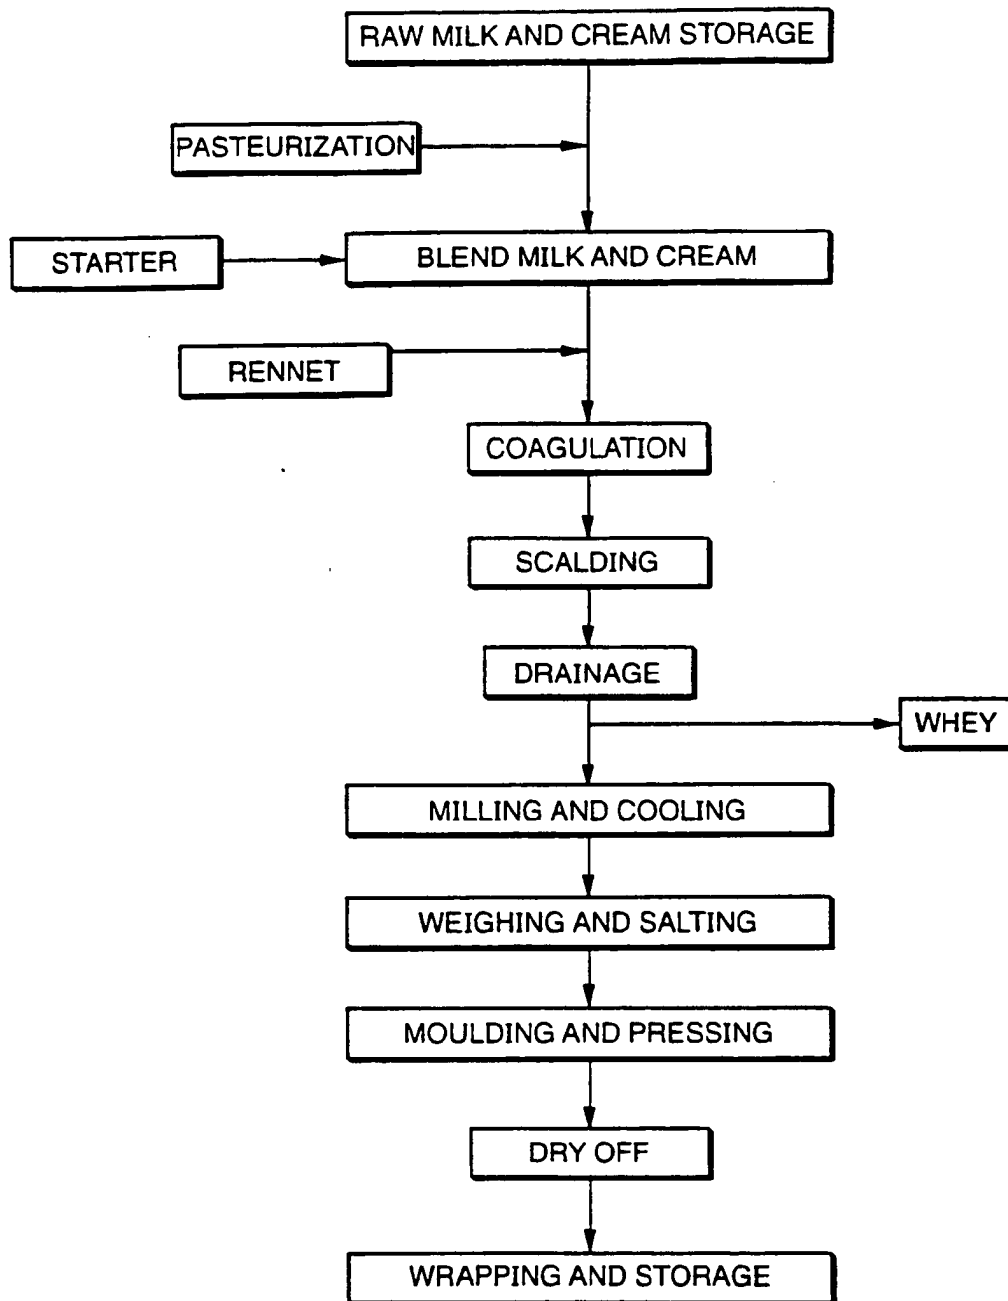 RAW MILK AND CREAM STORAGE
PASTEURIZATION
STARTER
BLEND MILK AND CREAM
RENNET
COAGULATION
SCALDING
DRAINAGE
WHEY
MILLING AND COOLING
WEIGHING AND SALTING
MOULDING AND PRESSING
DRY OFF
WRAPPING AND STORAGE